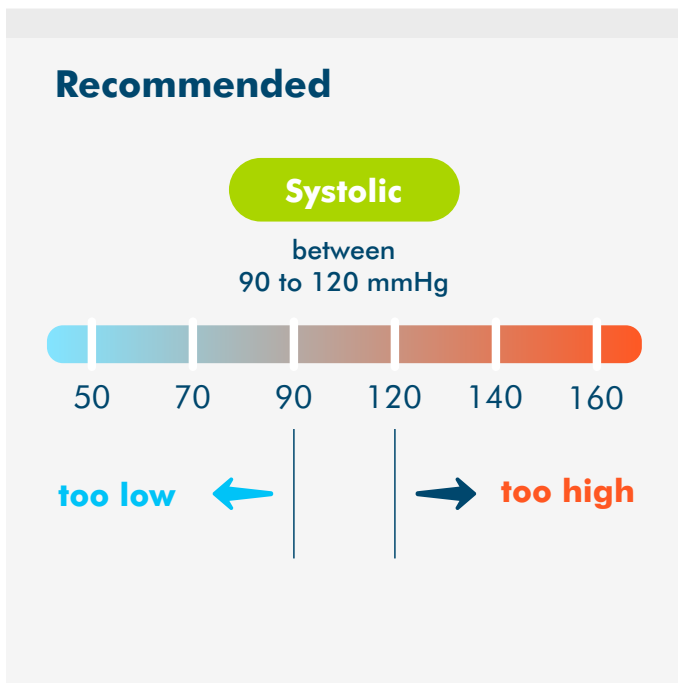 Recommended
Systolic
between
90 to 120 mmHg
50 70 90 120 140 160
too low too high